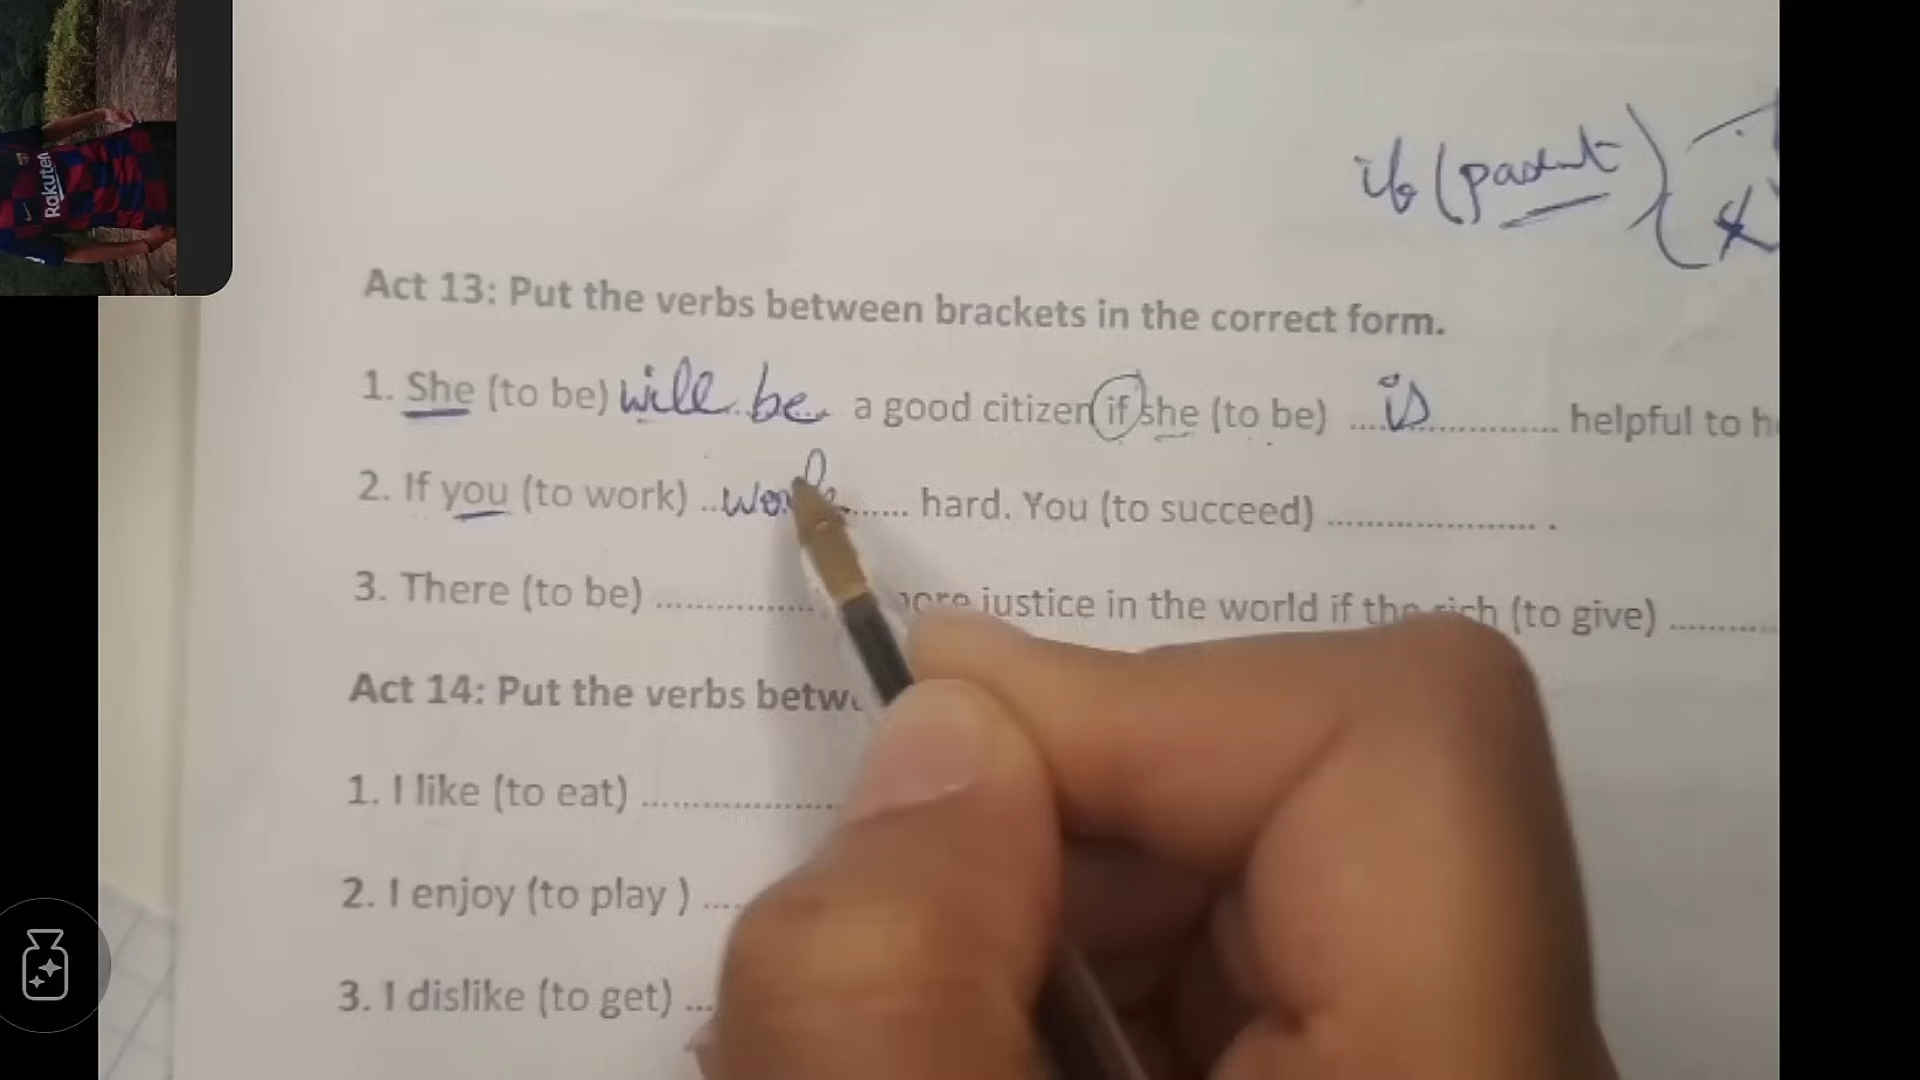 Rakuten
if (
Act 13: Put the verbs between brackets in the correct form.
1. She (to be) will be a good citizen if she (to be) .... is ............ helpful to h
2. If you (to work) ..work...... hard. You (to succeed) .................... .
3. There (to be) ............... more justice in the world if the rich (to give) ..........
Act 14: Put the verbs betwe
1. I like (to eat) ...................
2. I enjoy (to play ) ....
3. I dislike (to get) ...